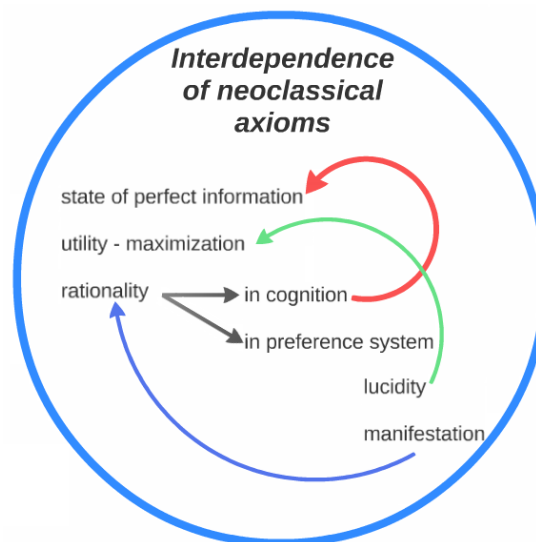 Interdependence
of neoclassical
axioms
state of perfect information
utility - maximization
rationality
in cognition
in preference system
lucidity
manifestation